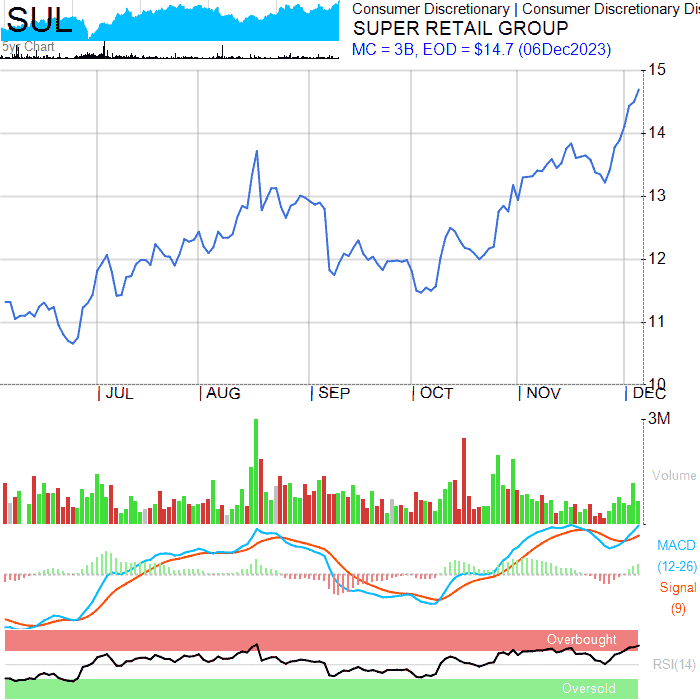 SUL
5yr Chart
Consumer Discretionary | Consumer Discretionary Dis
SUPER RETAIL GROUP
MC = 3B, EOD = $14.7 (06Dec2023)
15
14
13
12
11
10
JUL AUG SEP OCT NOV DEC
3M
Volume
MACD
(12-26)
Signal
(9)
Overbought
RSI(14)
Oversold